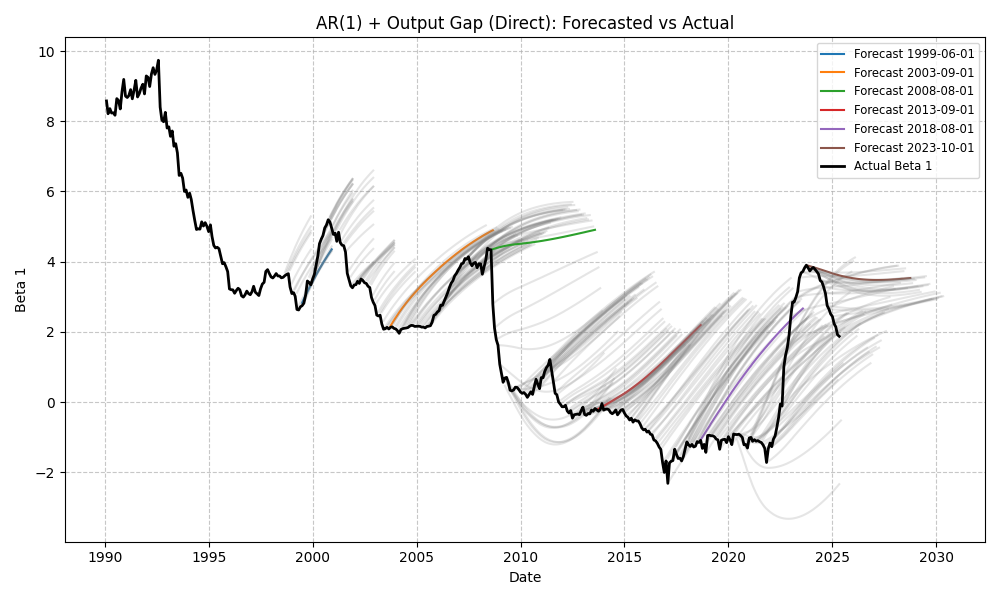 AR(1) + Output Gap (Direct): Forecasted vs Actual
Forecast 1999-06-01
Forecast 2003-09-01
Forecast 2008-08-01
Forecast 2013-09-01
Forecast 2018-08-01
Forecast 2023-10-01
Actual Beta 1
Beta 1
10
8
6
4
2
0
−2
1990
1995
2000
2005
2010
2015
2020
2025
2030
Date